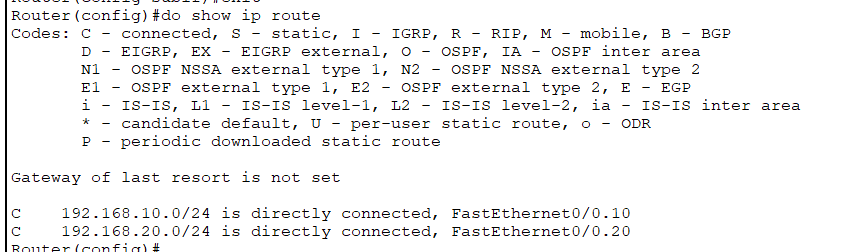 Router(config)#do show ip route
Codes: C - connected, S - static, I - IGRP, R - RIP, M - mobile, B - BGP
D - EIGRP, EX - EIGRP external, O - OSPF, IA - OSPF inter area
N1 - OSPF NSSA external type 1, N2 - OSPF NSSA external type 2
E1 - OSPF external type 1, E2 - OSPF external type 2, E - EGP
i - IS-IS, L1 - IS-IS level-1, L2 - IS-IS level-2, ia - IS-IS inter area
* - candidate default, U - per-user static route, o - ODR
P - periodic downloaded static route
Gateway of last resort is not set
C 192.168.10.0/24 is directly connected, FastEthernet0/0.10
C 192.168.20.0/24 is directly connected, FastEthernet0/0.20
Router(config)#